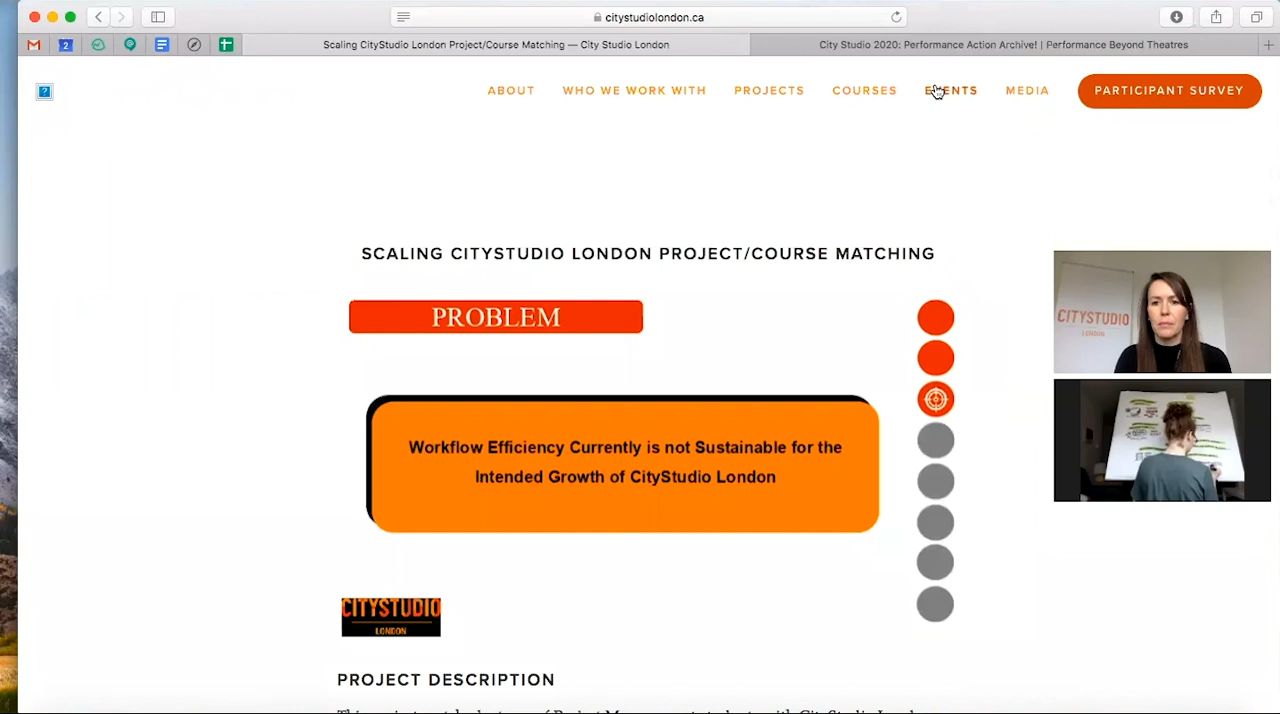 citystudiolondon.ca
2
Scaling CityStudio London Project/Course Matching — City Studio London
City Studio 2020: Performance Action Archive! | Performance Beyond Theatres
?
ABOUT
WHO WE WORK WITH
PROJECTS
COURSES
EVENTS
MEDIA
PARTICIPANT SURVEY
SCALING CITYSTUDIO LONDON PROJECT/COURSE MATCHING
PROBLEM
Workflow Efficiency Currently is not Sustainable for the
Intended Growth of CityStudio London
CITYSTUDIO
LONDON
CITYSTUDIO
LONDON
PROJECT DESCRIPTION